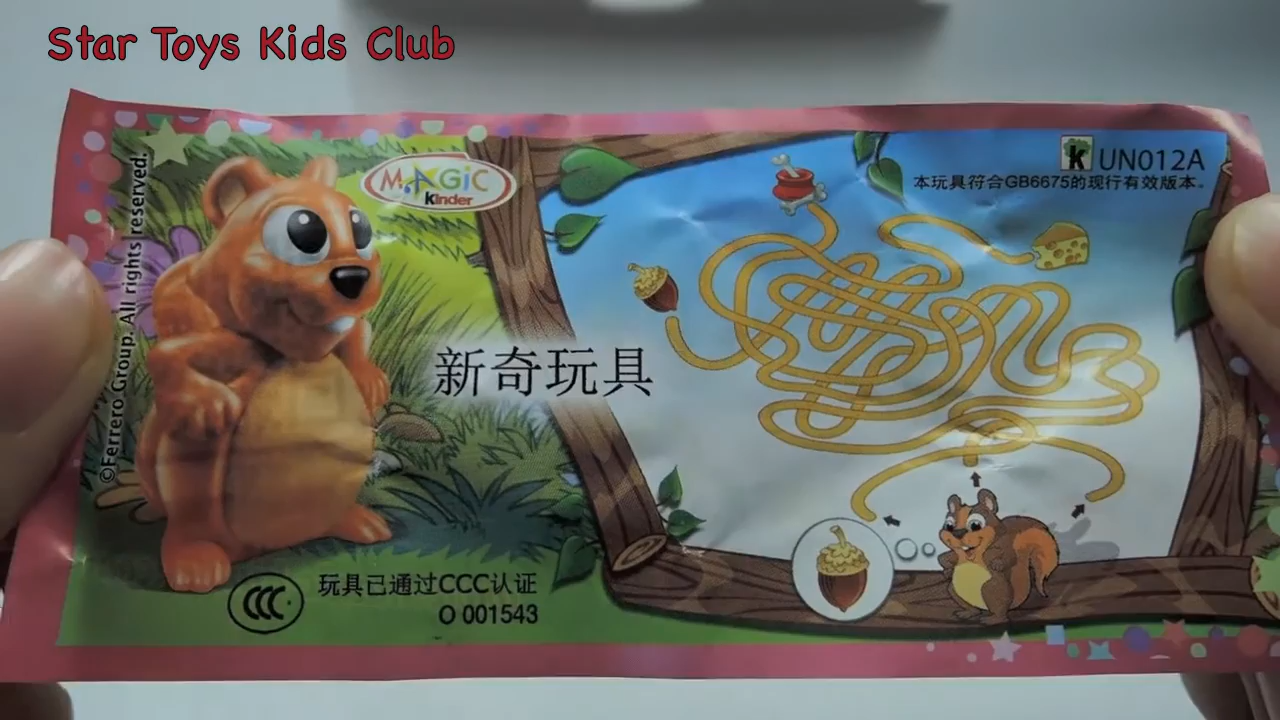 Star Toys Kids Club
©Ferrero Group. All rights reserved.
MAGiC
kinder
新奇玩具
K UN012A
本玩具符合GB6675的现行有效版本。
CCC
玩具已通过CCC认证
O 001543